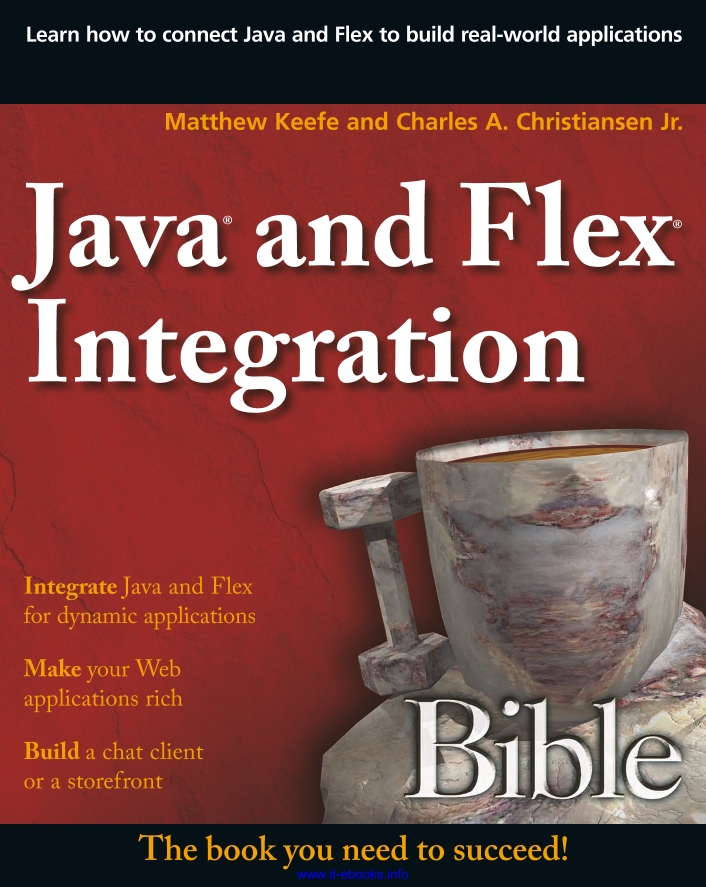 Learn how to connect Java and Flex to build real-world applications
Matthew Keefe and Charles A. Christiansen Jr.
Java® and Flex®
Integration
Integrate Java and Flex
for dynamic applications
Make your Web
applications rich
Build a chat client
or a storefront
Bible
The book you need to succeed!
www.it-ebooks.info